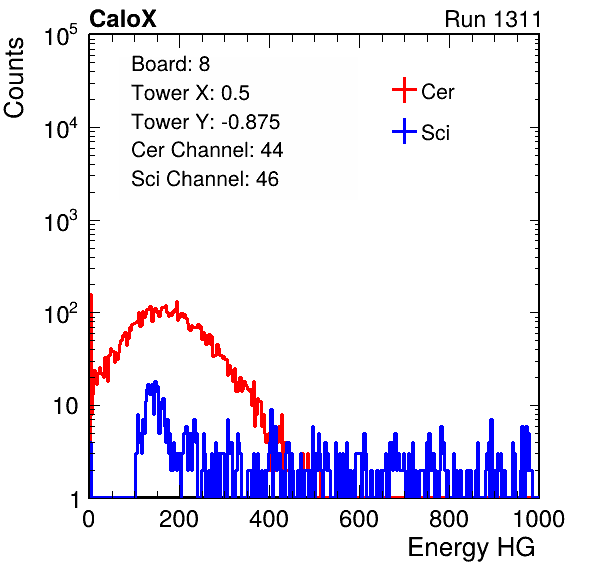 CaloX Run 1311
Counts
10^5
10^4
10^3
10^2
10
1
Board: 8
Tower X: 0.5
Tower Y: -0.875
Cer Channel: 44
Sci Channel: 46
Cer
Sci
0 200 400 600 800 1000
Energy HG